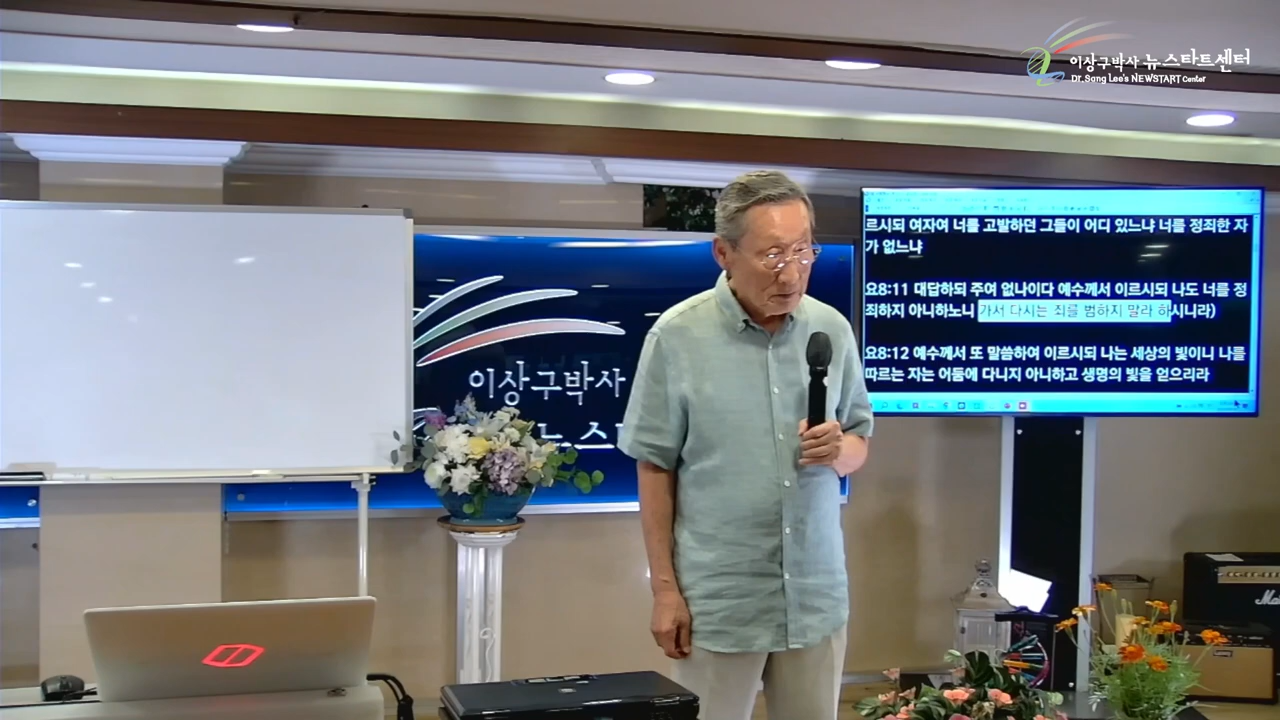 이상구박사 뉴스타트센터
Dr. Sang Lee's NEWSTART Center
르시되 여자여 너를 고발하던 그들이 어디 있느냐 너를 정죄한 자
가 없느냐
요8:11 대답하되 주여 없나이다 예수께서 이르시되 나도 너를 정
죄하지 아니하노니 가서 다시는 죄를 범하지 말라 하시니라)
요8:12 예수께서 또 말씀하여 이르시되 나는 세상의 빛이니 나를
따르는 자는 어둠에 다니지 아니하고 생명의 빛을 얻으리라
이상구박사
뉴스